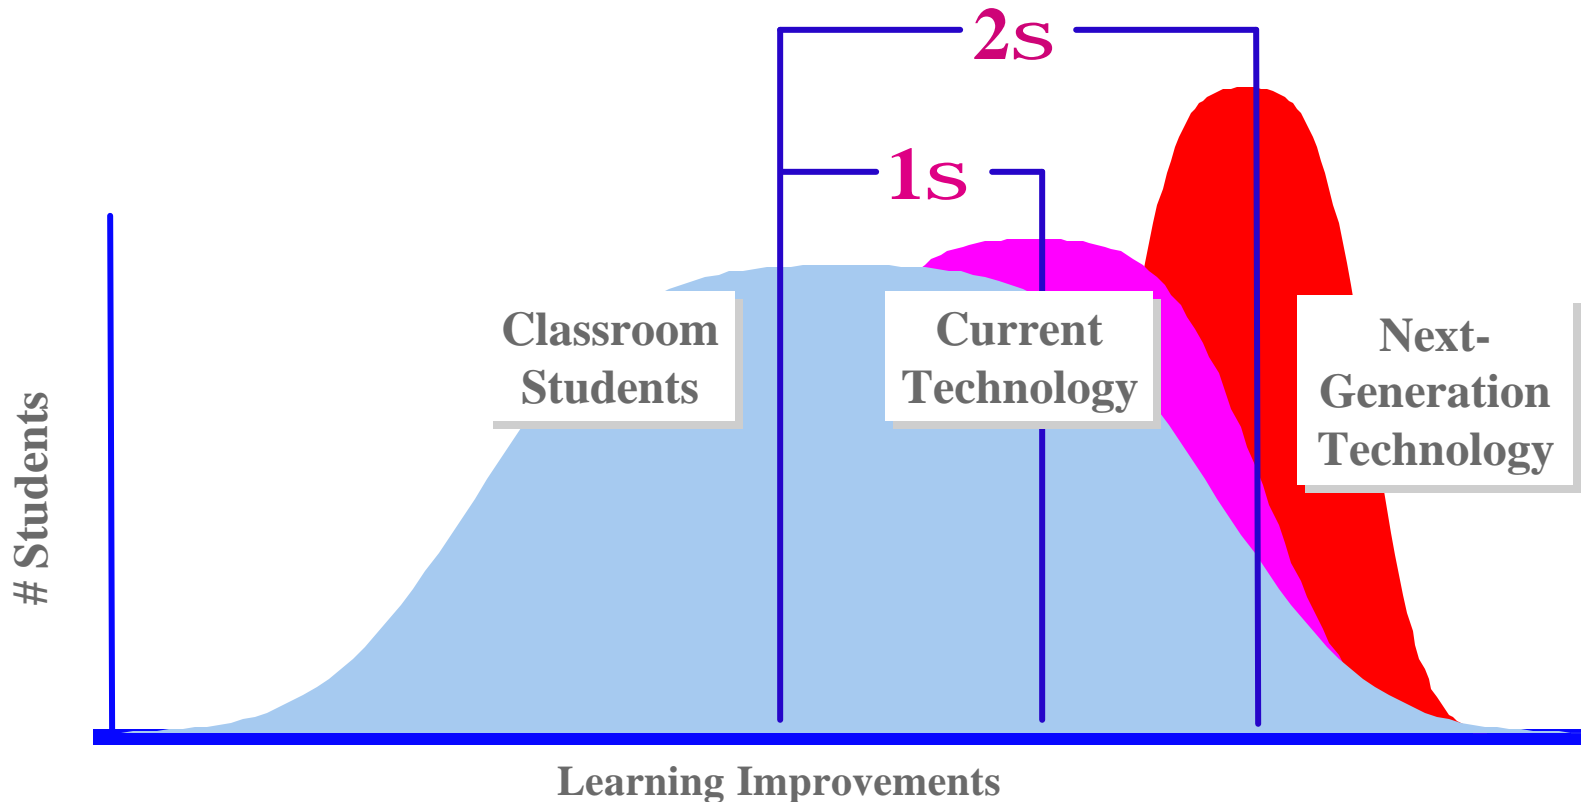 2s
1s
Classroom
Students
Current
Technology
Next-
Generation
Technology
# Students
Learning Improvements